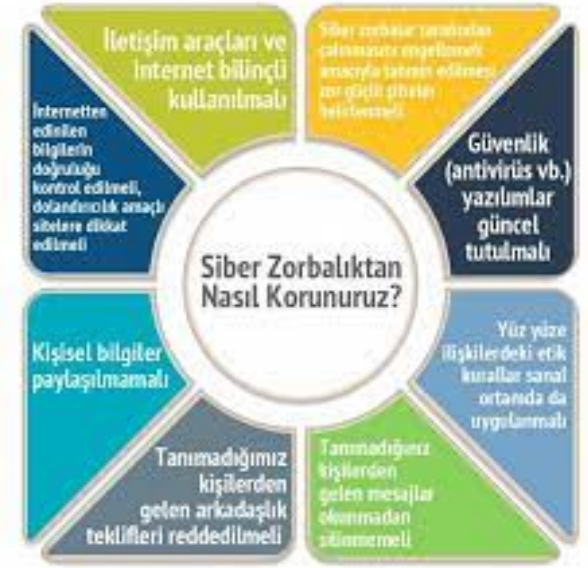 Siber Zorbalıktan
Nasıl Korunuruz?
İletişim araçları ve
internet bilinçli
kullanılmalı
Siber zorbalar tarafından
çalınmasını engellemek
amacıyla tahmin edilmesi
zor güçlü şifreler
belirlenmeli
Güvenlik
(antivirüs vb.)
yazılımlar
güncel
tutulmalı
Yüz yüze
ilişkilerdeki etik
kurallar sanal
ortamda da
uygulanmalı
Tanımadığınız
kişilerden
gelen mesajlar
okunmadan
silinmemeli
Tanımadığımız
kişilerden
gelen arkadaşlık
teklifleri reddedilmeli
Kişisel bilgiler
paylaşılmamalı
İnternetten
edinilen
bilgilerin
doğruluğu
kontrol edilmeli,
dolandırıcılık amaçlı
sitelere dikkat
edilmeli